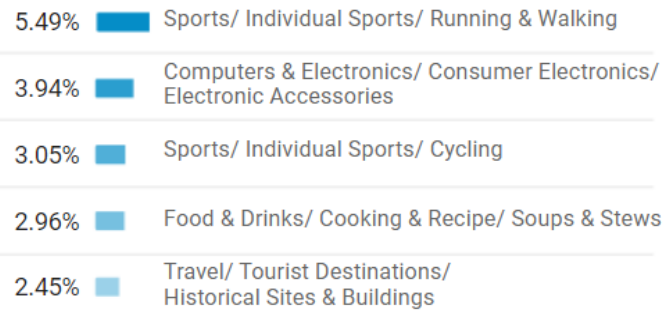 5.49% Sports/ Individual Sports/ Running & Walking
3.94% Computers & Electronics/ Consumer Electronics/
Electronic Accessories
3.05% Sports/ Individual Sports/ Cycling
2.96% Food & Drinks/ Cooking & Recipe/ Soups & Stews
2.45% Travel/ Tourist Destinations/
Historical Sites & Buildings